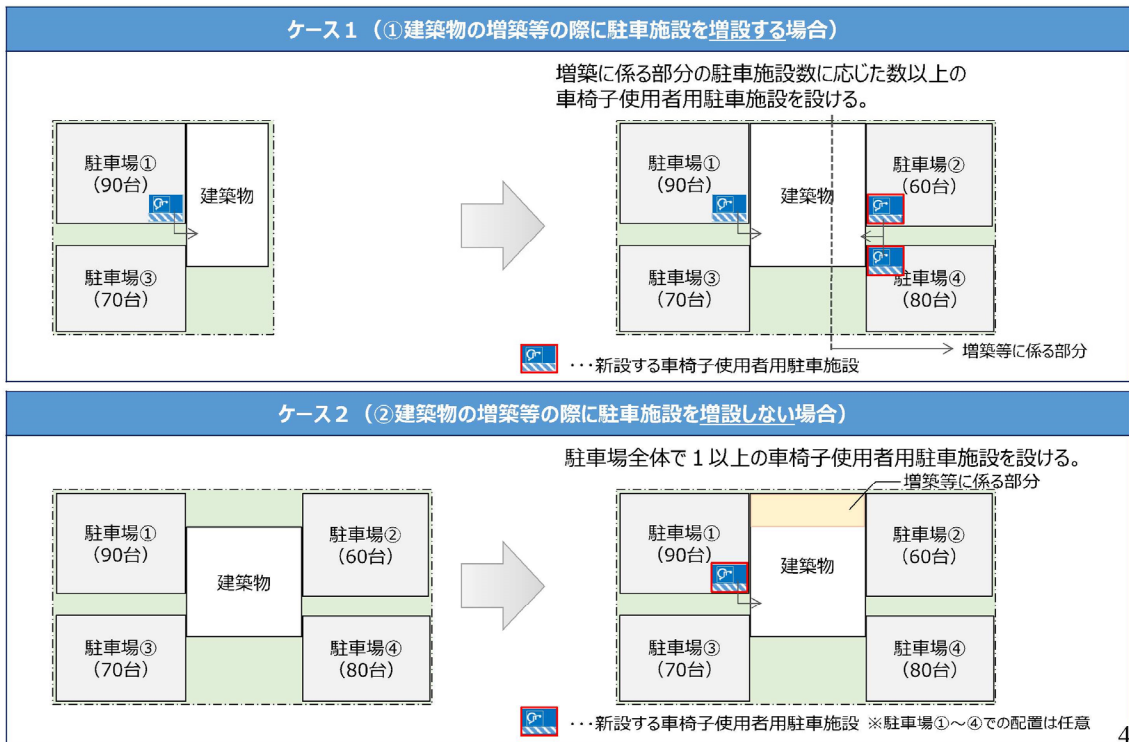 ケース１（①建築物の増築等の際に駐車施設を増設する場合）
増築に係る部分の駐車施設数に応じた数以上の
車椅子使用者用駐車施設を設ける。
駐車場①
（90台）
建築物
駐車場③
（70台）
駐車場①
（90台）
建築物
駐車場②
（60台）
駐車場③
（70台）
駐車場④
（80台）
増築等に係る部分
･･･新設する車椅子使用者用駐車施設
ケース２（②建築物の増築等の際に駐車施設を増設しない場合）
駐車場全体で１以上の車椅子使用者用駐車施設を設ける。
増築等に係る部分
駐車場①
（90台）
建築物
駐車場②
（60台）
駐車場③
（70台）
駐車場④
（80台）
駐車場①
（90台）
建築物
駐車場②
（60台）
駐車場③
（70台）
駐車場④
（80台）
･･･新設する車椅子使用者用駐車施設 ※駐車場①～④での配置は任意
4